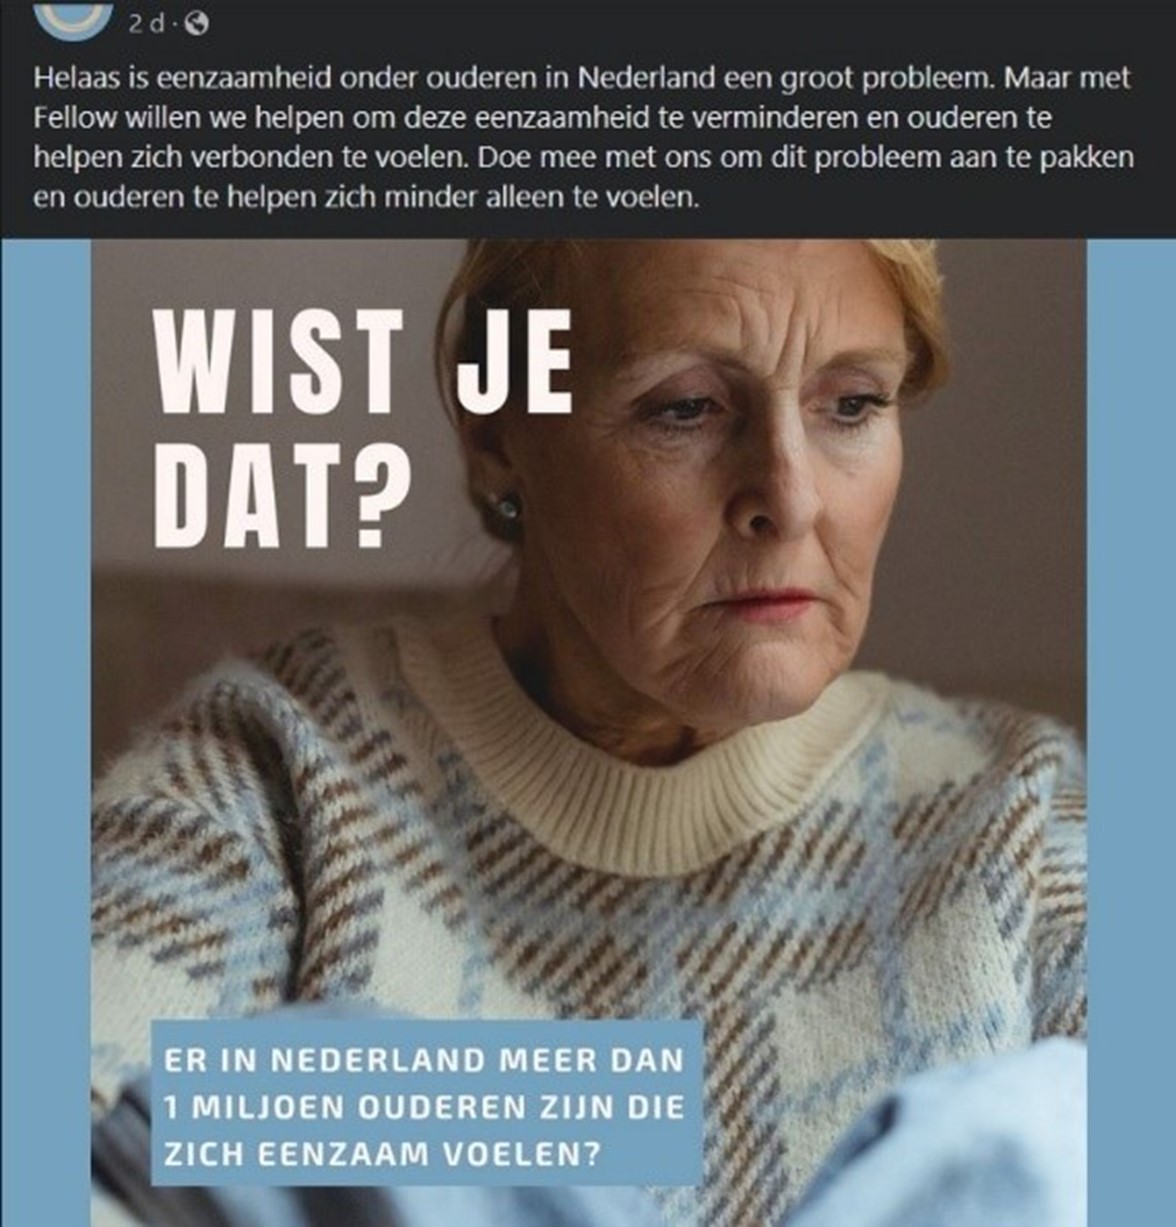 2 d ·
Helaas is eenzaamheid onder ouderen in Nederland een groot probleem. Maar met
Fellow willen we helpen om deze eenzaamheid te verminderen en ouderen te
helpen zich verbonden te voelen. Doe mee met ons om dit probleem aan te pakken
en ouderen te helpen zich minder alleen te voelen.
WIST JE
DAT?
ER IN NEDERLAND MEER DAN
1 MILJOEN OUDEREN ZIJN DIE
ZICH EENZAAM VOELEN?